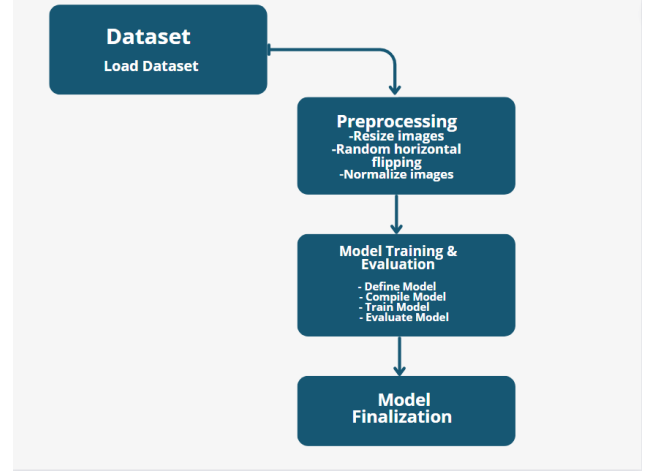 Dataset
Load Dataset
Preprocessing
-Resize images
-Random horizontal
flipping
-Normalize images
Model Training &
Evaluation
- Define Model
- Compile Model
- Train Model
- Evaluate Model
Model
Finalization